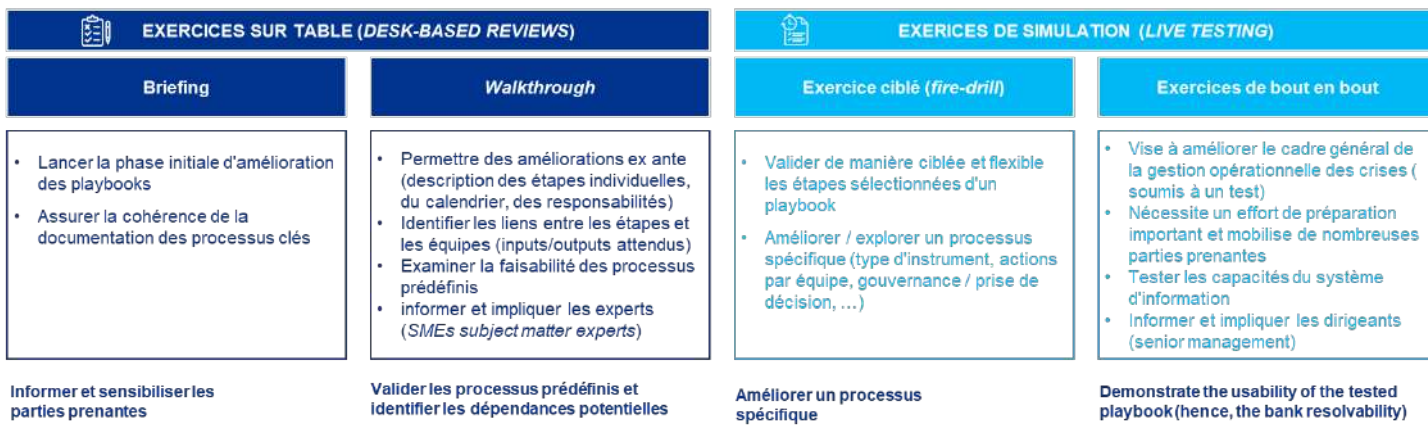 EXERCICES SUR TABLE (DESK-BASED REVIEWS)
EXERICES DE SIMULATION (LIVE TESTING)
Briefing
Walkthrough
Exercice ciblé (fire-drill)
Exercices de bout en bout
• Lancer la phase initiale d'amélioration
des playbooks
• Assurer la cohérence de la
documentation des processus clés
• Permettre des améliorations ex ante
(description des étapes individuelles,
du calendrier, des responsabilités)
• Identifier les liens entre les étapes et
les équipes (inputs/outputs attendus)
• Examiner la faisabilité des processus
prédéfinis
• informer et impliquer les experts
(SMEs subject matter experts)
• Valider de manière ciblée et flexible
les étapes sélectionnées d'un
playbook
• Améliorer / explorer un processus
spécifique (type d'instrument, actions
par équipe, gouvernance / prise de
décision, …)
• Vise à améliorer le cadre général de
la gestion opérationnelle des crises (
soumis à un test)
• Nécessite un effort de préparation
important et mobilise de nombreuses
parties prenantes
• Tester les capacités du système
d'information
• Informer et impliquer les dirigeants
(senior management)
Informer et sensibiliser les
parties prenantes
Valider les processus prédéfinis et
identifier les dépendances potentielles
Améliorer un processus
spécifique
Demonstrate the usability of the tested
playbook (hence, the bank resolvability)